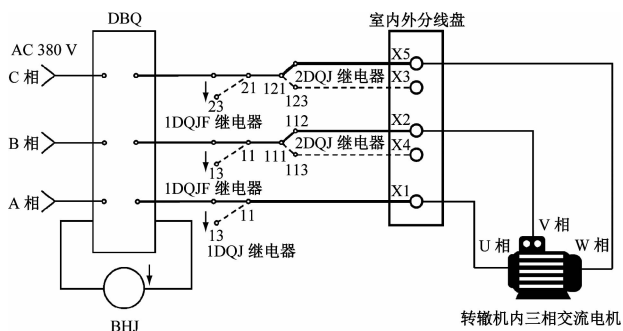 DBQ
室内外分线盘
AC 380 V
C 相
21
121
123
23
1DQJF 继电器
2DQJ 继电器
X5
X3
B 相
112
11
111
113
13
1DQJF 继电器
2DQJ 继电器
X2
X4
A 相
11
13
1DQJ 继电器
X1
BHJ
U 相
V 相
W 相
转辙机内三相交流电机